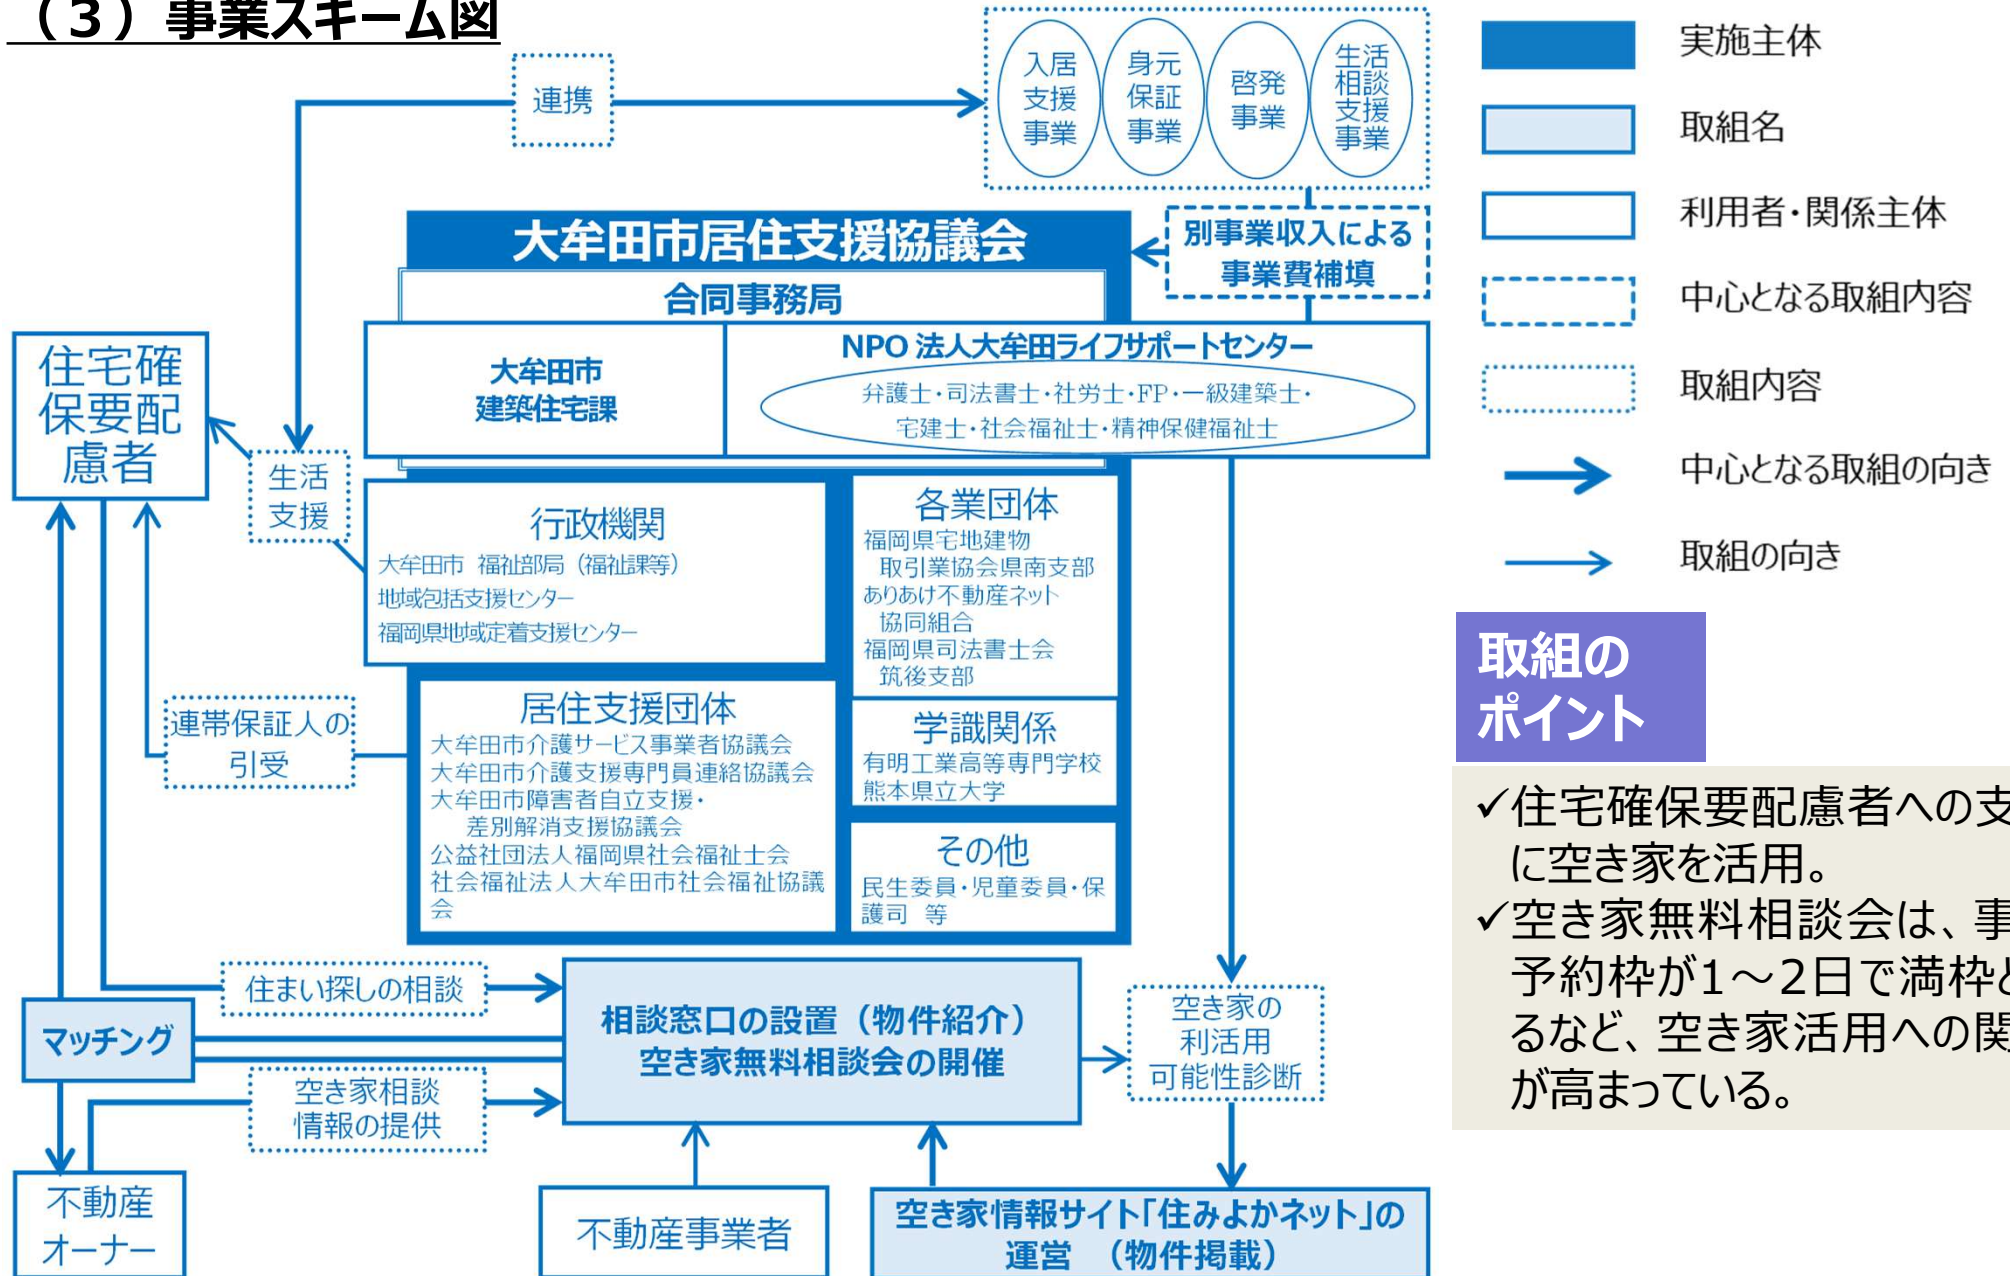 （3）事業スキーム図
連携
入居
支援
事業
身元
保証
事業
啓発
事業
生活
相談
支援
事業
別事業収入による
事業費補填
大牟田市居住支援協議会
合同事務局
大牟田市
建築住宅課
NPO 法人大牟田ライフサポートセンター
弁護士・司法書士・社労士・FP・一級建築士・
宅建士・社会福祉士・精神保健福祉士
住宅確
保要配
慮者
生活
支援
行政機関
大牟田市 福祉部局（福祉課等）
地域包括支援センター
福岡県地域定着支援センター
各業団体
福岡県宅地建物
取引業協会県南支部
ありあけ不動産ネット
協同組合
福岡県司法書士会
筑後支部
連帯保証人の
引受
居住支援団体
大牟田市介護サービス事業者協議会
大牟田市介護支援専門員連絡協議会
大牟田市障害者自立支援・
差別解消支援協議会
公益社団法人福岡県社会福祉士会
社会福祉法人大牟田市社会福祉協議
会
学識関係
有明工業高等専門学校
熊本県立大学
その他
民生委員・児童委員・保
護司 等
住まい探しの相談
マッチング
相談窓口の設置（物件紹介）
空き家無料相談会の開催
空き家の
利活用
可能性診断
空き家相談
情報の提供
不動産
オーナー
不動産事業者
空き家情報サイト「住みよかネット」の
運営 （物件掲載）
実施主体
取組名
利用者・関係主体
中心となる取組内容
取組内容
中心となる取組の向き
取組の向き
取組の
ポイント
✓住宅確保要配慮者への支
に空き家を活用。
✓空き家無料相談会は、事
予約枠が1～2日で満枠と
るなど、空き家活用への関
が高まっている。